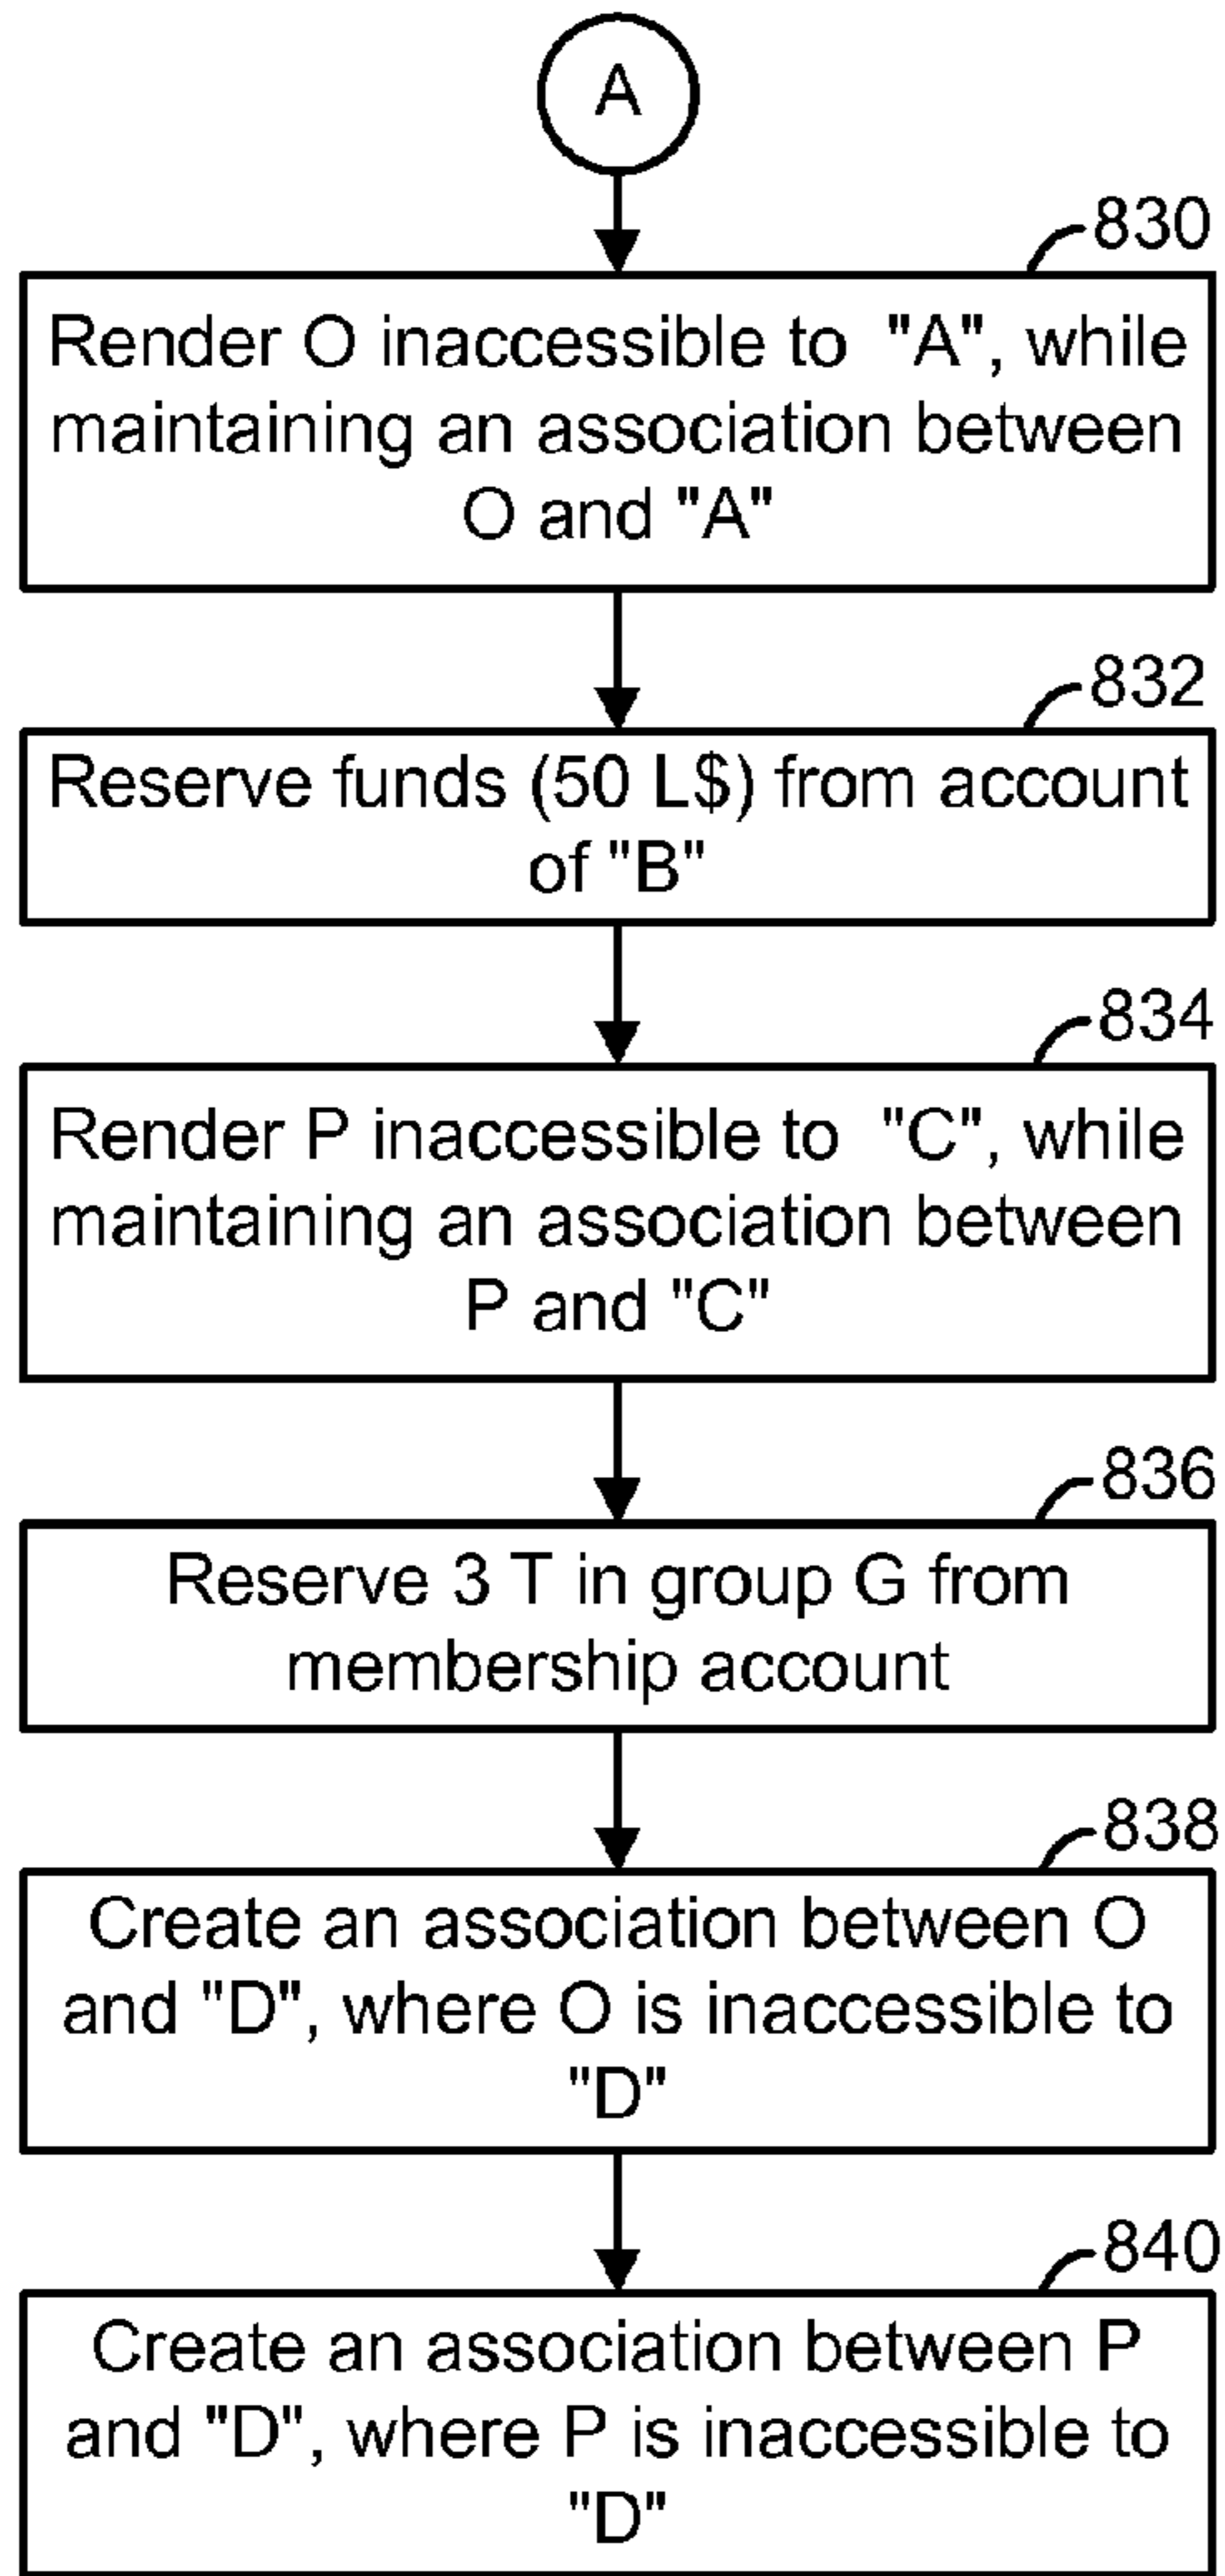 A
830
Render O inaccessible to "A", while
maintaining an association between
O and "A"
832
Reserve funds (50 L$) from account
of "B"
834
Render P inaccessible to "C", while
maintaining an association between
P and "C"
836
Reserve 3 T in group G from
membership account
838
Create an association between O
and "D", where O is inaccessible to
"D"
840
Create an association between P
and "D", where P is inaccessible to
"D"